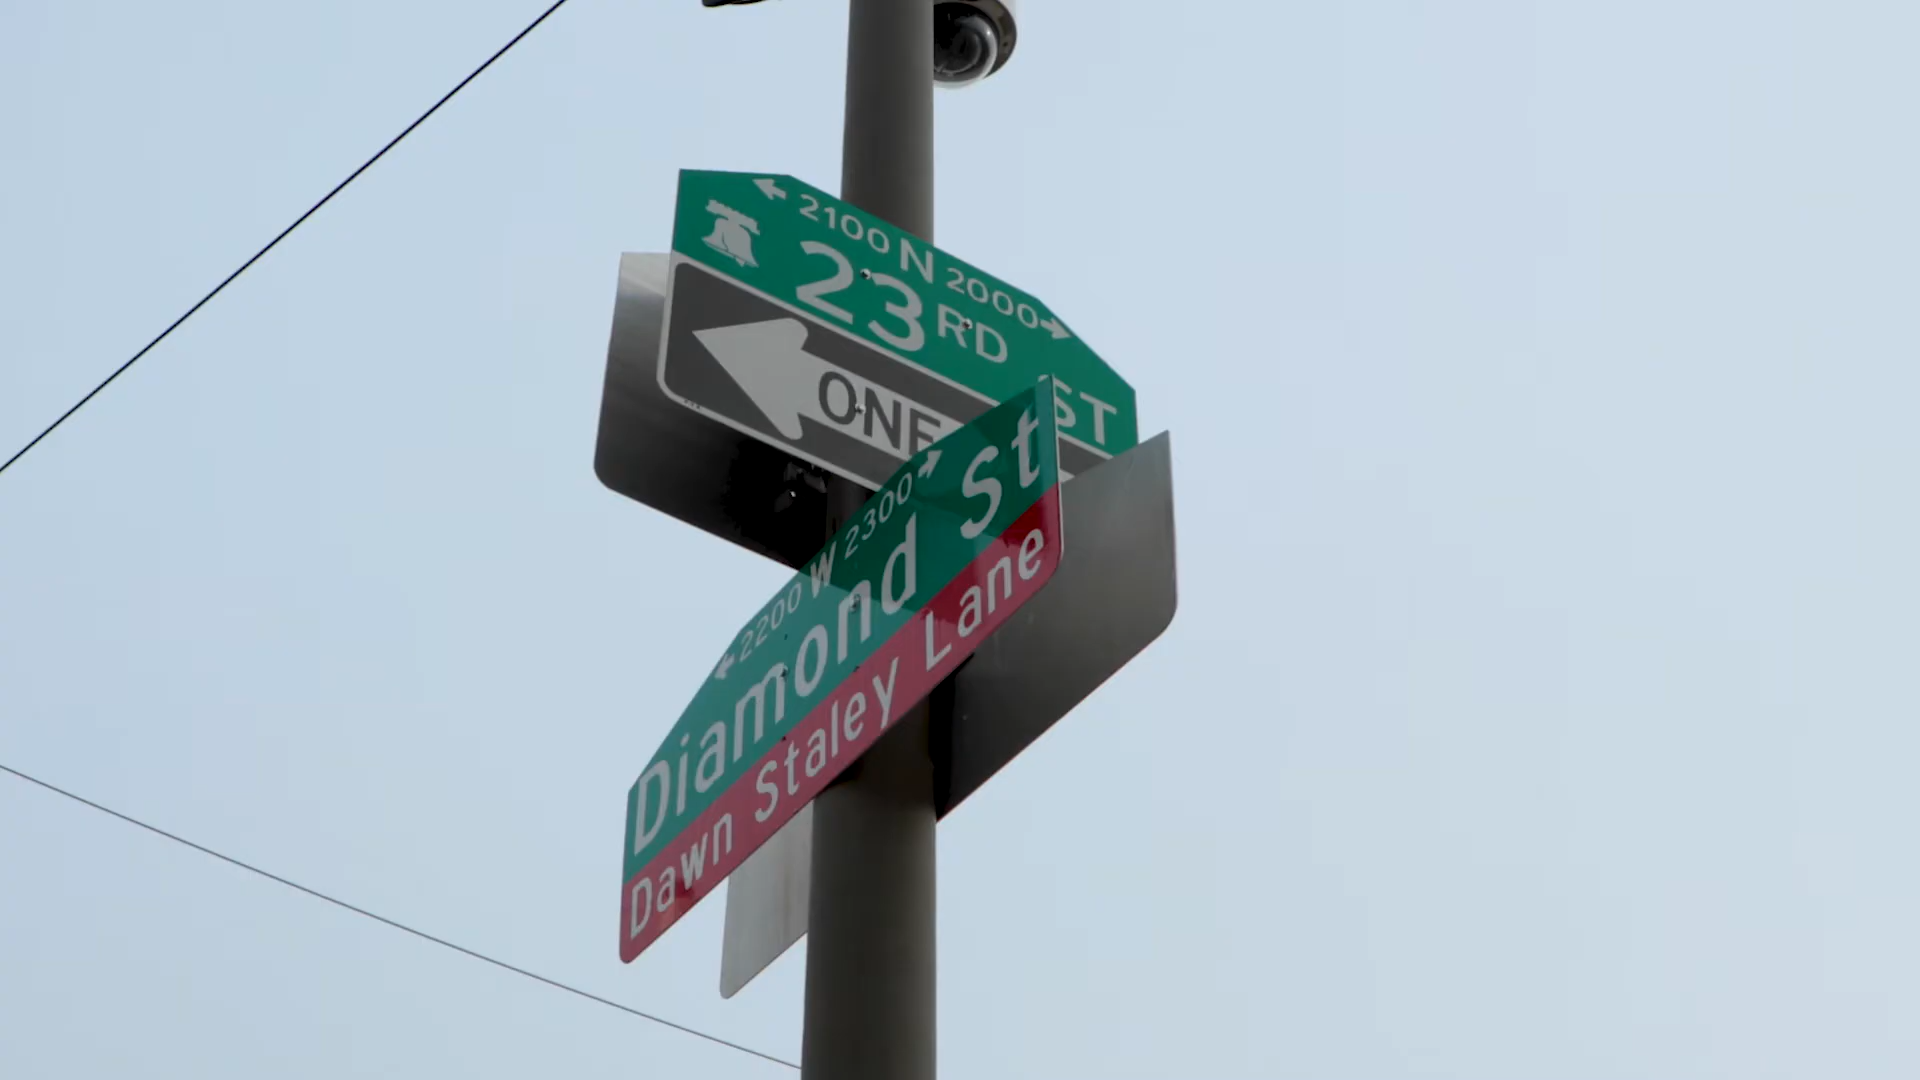 2100 N 2000
23RD ST
ONE
2200 W 2300
Diamond St
Dawn Staley Lane